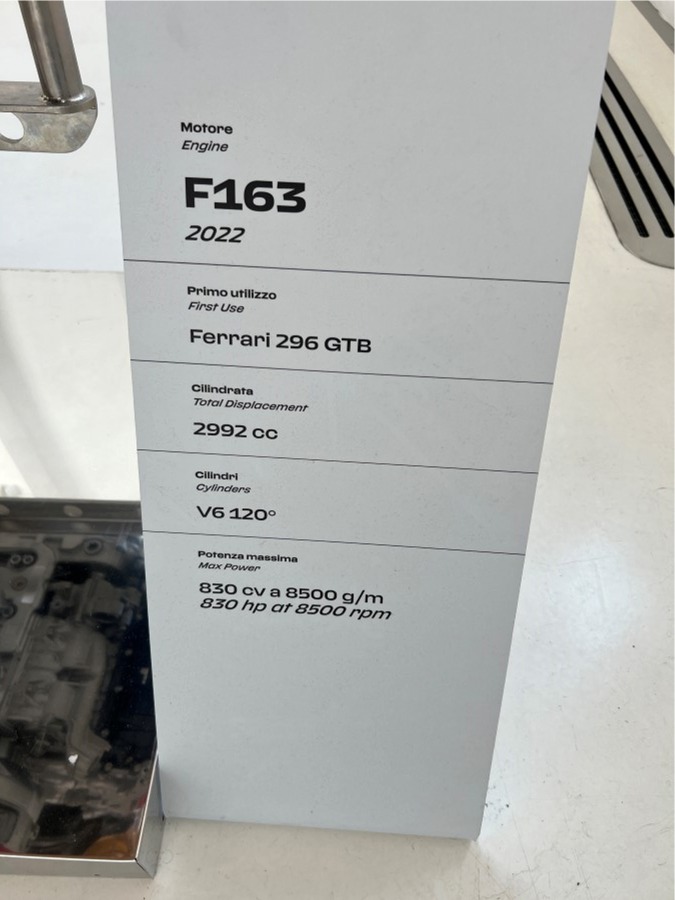 Motore
Engine
F163
2022
Primo utilizzo
First Use
Ferrari 296 GTB
Cilindrata
Total Displacement
2992 cc
Cilindri
Cylinders
V6 120°
Potenza massima
Max Power
830 cv a 8500 g/m
830 hp at 8500 rpm